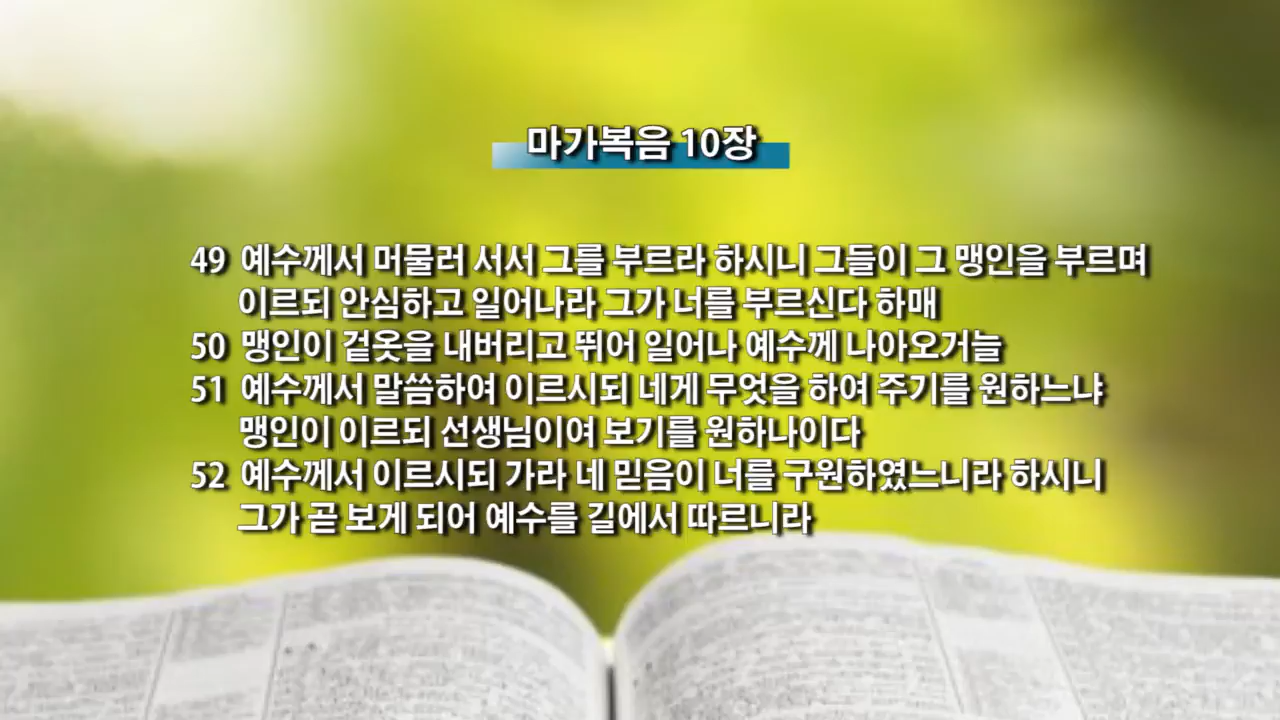 마가복음 10장
49 예수께서 머물러 서서 그를 부르라 하시니 그들이 그 맹인을 부르며
이르되 안심하고 일어나라 그가 너를 부르신다 하매
50 맹인이 겉옷을 내버리고 뛰어 일어나 예수께 나아오거늘
51 예수께서 말씀하여 이르시되 네게 무엇을 하여 주기를 원하느냐
맹인이 이르되 선생님이여 보기를 원하나이다
52 예수께서 이르시되 가라 네 믿음이 너를 구원하였느니라 하시니
그가 곧 보게 되어 예수를 길에서 따르니라